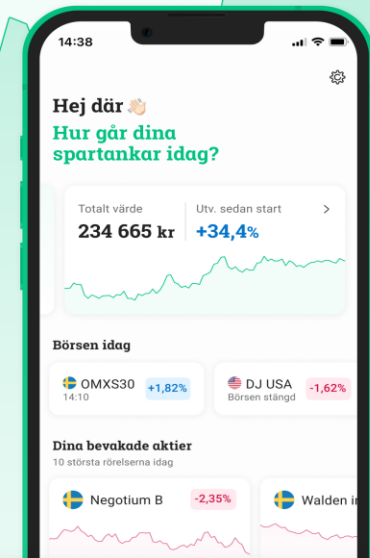 14:38
Hej där 👋🏻
Hur går dina
spartankar idag?
Totalt värde
234 665 kr
Utv. sedan start
+34,4%
Börsen idag
OMXS30
14:10
+1,82%
DJ USA
Börsen stängd
-1,62%
Dina bevakade aktier
10 största rörelserna idag
Negotium B
-2,35%
Walden